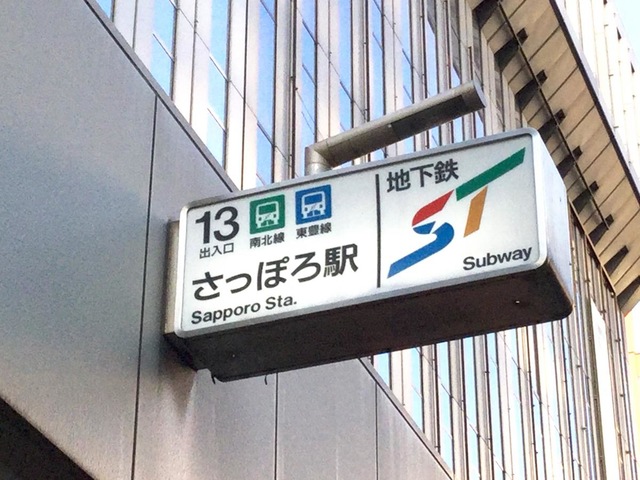 13
出入口
南北線
東豊線
さっぽろ駅
Sapporo Sta.
地下鉄
ST
Subway